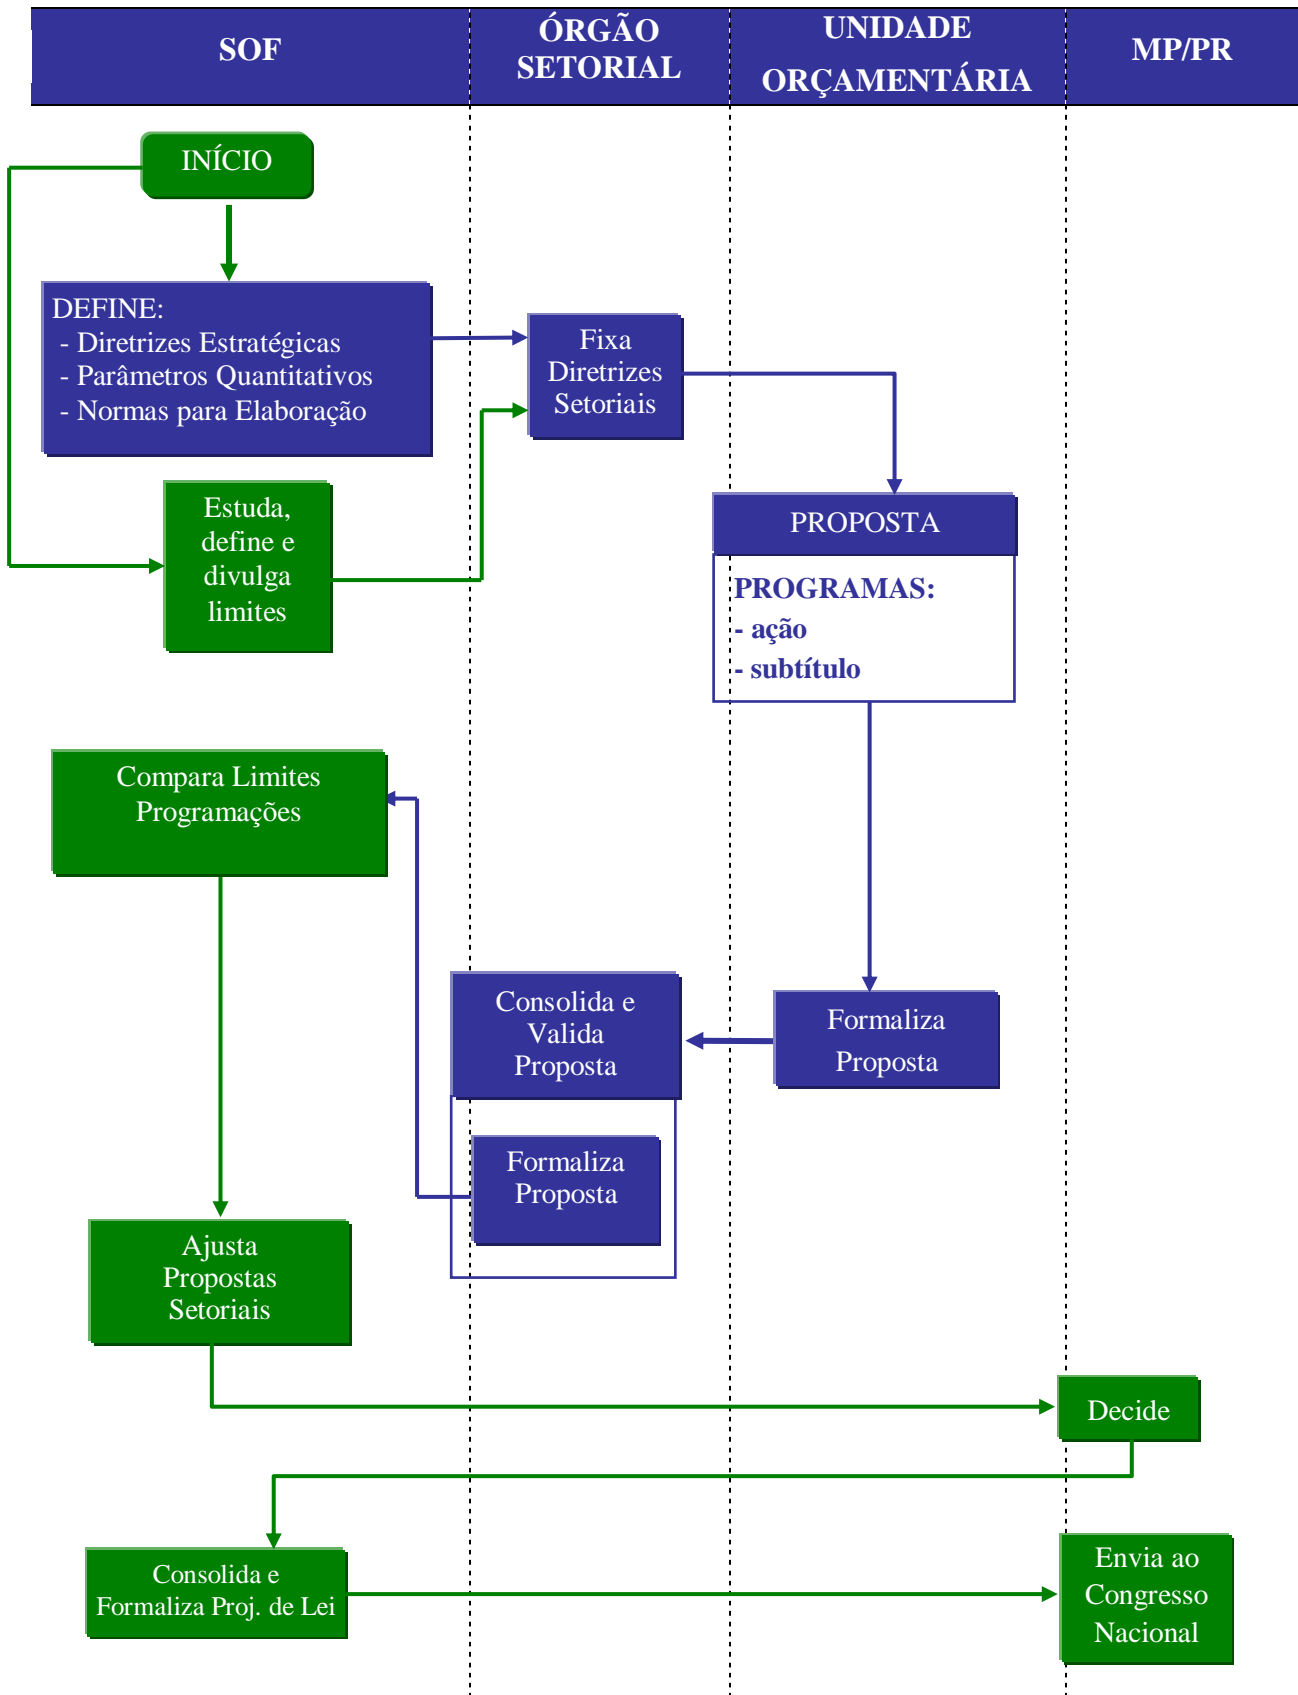 SOF
ÓRGÃO
SETORIAL
UNIDADE
ORÇAMENTÁRIA
MP/PR
INÍCIO
DEFINE:
- Diretrizes Estratégicas
- Parâmetros Quantitativos
- Normas para Elaboração
Fixa
Diretrizes
Setoriais
Estuda,
define e
divulga
limites
PROPOSTA
PROGRAMAS:
- ação
- subtítulo
Compara Limites
Programações
Consolida e
Valida
Proposta
Formaliza
Proposta
Formaliza
Proposta
Ajusta
Propostas
Setoriais
Decide
Consolida e
Formaliza Proj. de Lei
Envia ao
Congresso
Nacional